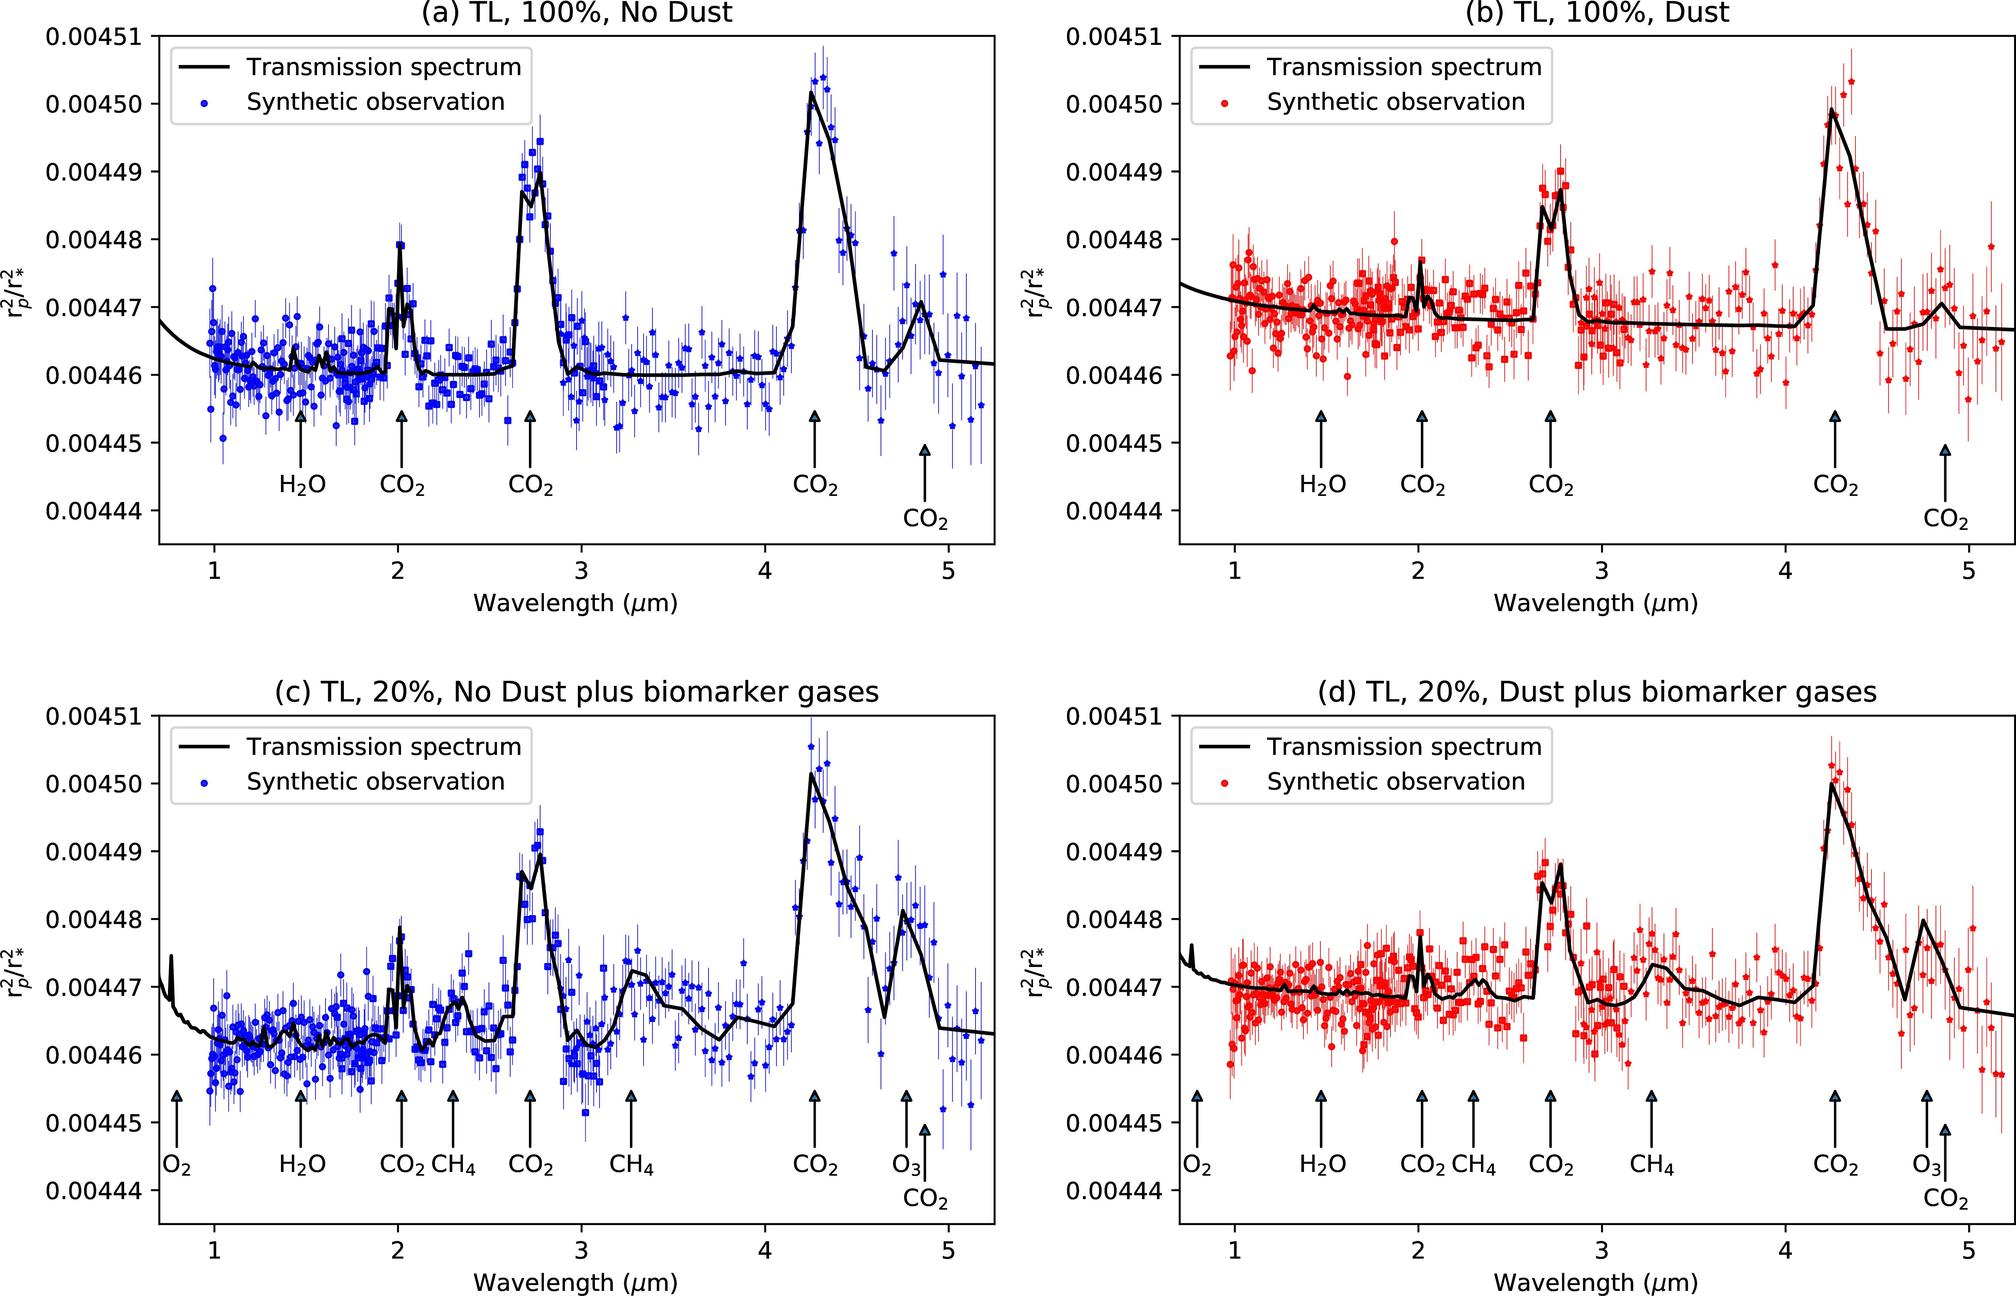 (a) TL, 100%, No Dust
0.00451
0.00450
0.00449
0.00448
0.00447
0.00446
0.00445
0.00444
r²ₚ/r²*
Transmission spectrum
Synthetic observation
H₂O
CO₂
CO₂
CO₂
CO₂
1 2 3 4 5
Wavelength (μm)
(b) TL, 100%, Dust
0.00451
0.00450
0.00449
0.00448
0.00447
0.00446
0.00445
0.00444
r²ₚ/r²*
Transmission spectrum
Synthetic observation
H₂O
CO₂
CO₂
CO₂
CO₂
1 2 3 4 5
Wavelength (μm)
(c) TL, 20%, No Dust plus biomarker gases
0.00451
0.00450
0.00449
0.00448
0.00447
0.00446
0.00445
0.00444
r²ₚ/r²*
Transmission spectrum
Synthetic observation
O₂
H₂O
CO₂
CH₄
CO₂
CH₄
CO₂
O₃
CO₂
1 2 3 4 5
Wavelength (μm)
(d) TL, 20%, Dust plus biomarker gases
0.00451
0.00450
0.00449
0.00448
0.00447
0.00446
0.00445
0.00444
r²ₚ/r²*
Transmission spectrum
Synthetic observation
O₂
H₂O
CO₂
CH₄
CO₂
CH₄
CO₂
O₃
CO₂
1 2 3 4 5
Wavelength (μm)